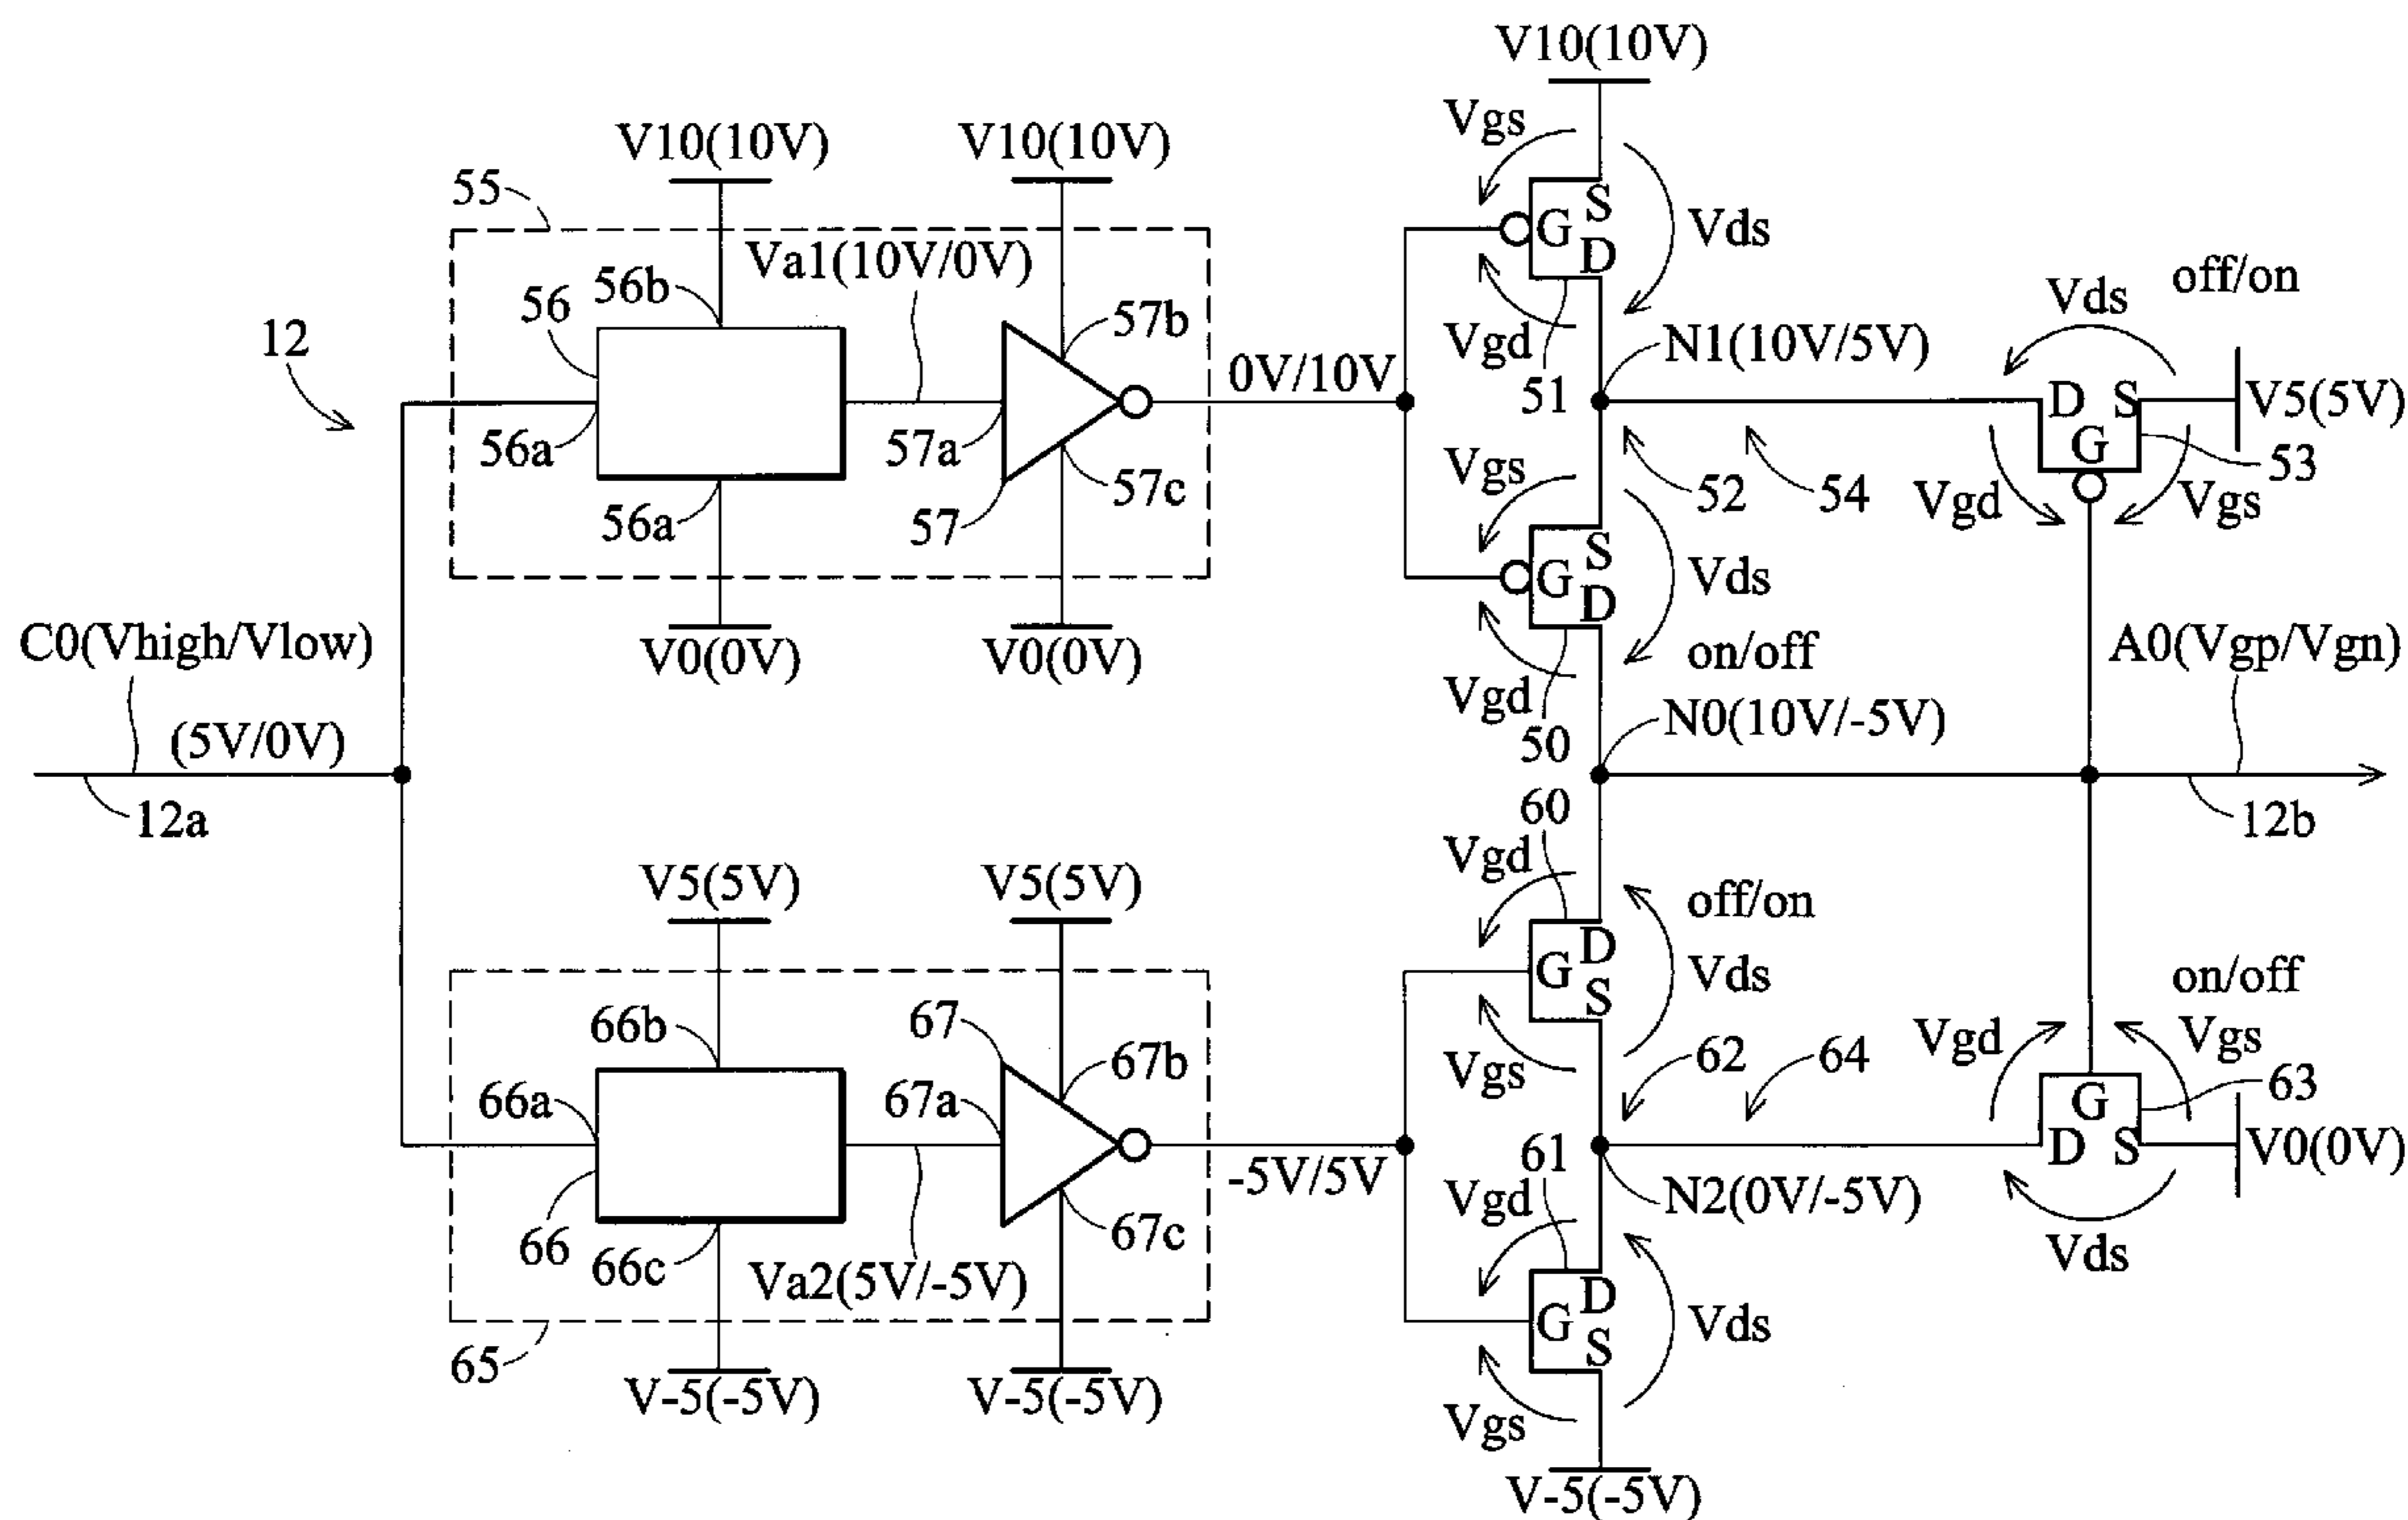 V10(10V)
Vgs
V10(10V)
V10(10V)
55
S
G
D
Vds
Va1(10V/0V)
56b
56
57b
12
Vgd
51
N1(10V/5V)
0V/10V
Vds
off/on
D
S
G
V5(5V)
53
56a
57a
57c
Vgs
52
54
Vgd
Vgs
56a
57
S
G
D
Vds
V0(0V)
V0(0V)
on/off
Vgd
50
C0(Vhigh/Vlow)
(5V/0V)
N0(10V/-5V)
A0(Vgp/Vgn)
12a
60
12b
Vgd
V5(5V)
V5(5V)
off/on
D
G
S
Vds
on/off
66b
67
67b
Vgs
62
64
Vgd
Vgs
66a
67a
G
D
S
63
V0(0V)
61
-5V/5V
Vgd
N2(0V/-5V)
66
66c
67c
Va2(5V/-5V)
Vds
D
G
S
Vds
65
V-5(-5V)
V-5(-5V)
Vgs
V-5(-5V)